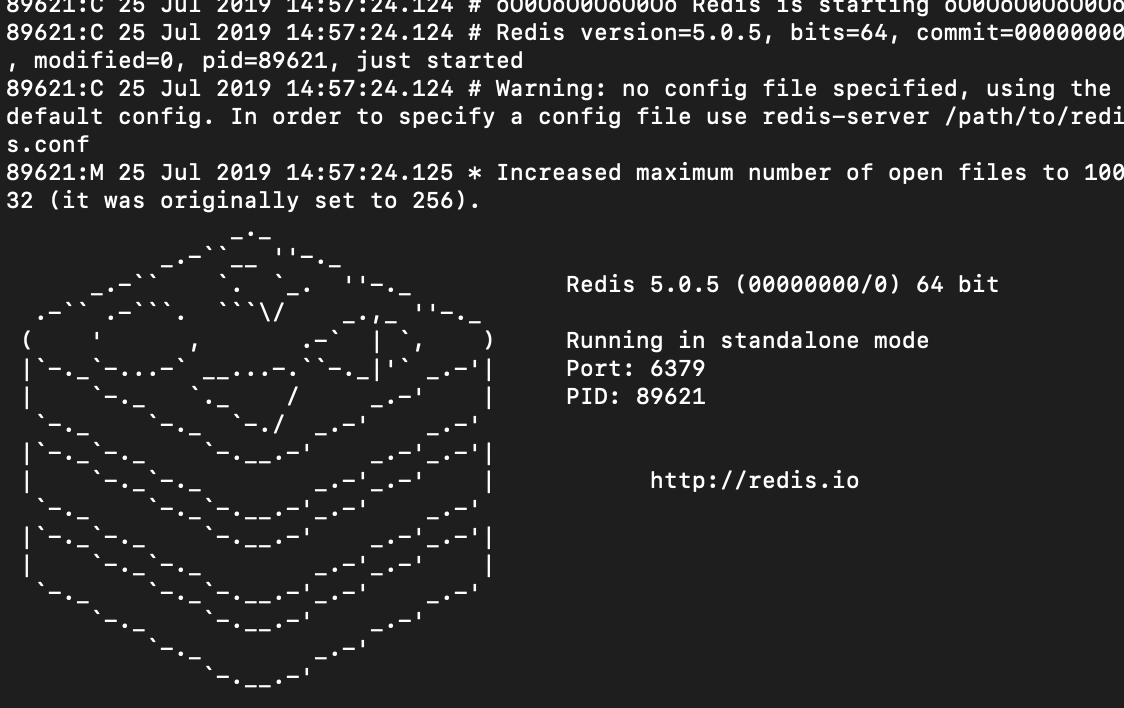 89621:C 25 Jul 2019 14:57:24.124 # oO0OoO0OoO0Oo Redis is starting oO0OoO0OoO0Oo
89621:C 25 Jul 2019 14:57:24.124 # Redis version=5.0.5, bits=64, commit=00000000
, modified=0, pid=89621, just started
89621:C 25 Jul 2019 14:57:24.124 # Warning: no config file specified, using the
default config. In order to specify a config file use redis-server /path/to/redi
s.conf
89621:M 25 Jul 2019 14:57:24.125 * Increased maximum number of open files to 100
32 (it was originally set to 256).
Redis 5.0.5 (00000000/0) 64 bit
Running in standalone mode
Port: 6379
PID: 89621
http://redis.io